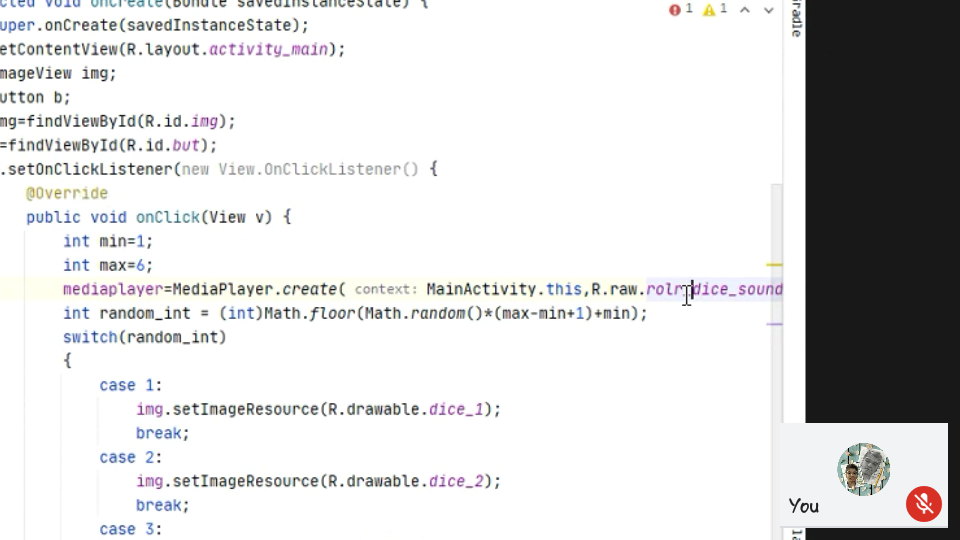 cted void onCreate(Bundle savedInstanceState) {
uper.onCreate(savedInstanceState);
etContentView(R.layout.activity_main);
mageView img;
utton b;
mg=findViewById(R.id.img);
=findViewById(R.id.but);
.setOnClickListener(new View.OnClickListener() {
@Override
public void onClick(View v) {
int min=1;
int max=6;
mediaplayer=MediaPlayer.create( context: MainActivity.this,R.raw.rolr_dice_sound
int random_int = (int)Math.floor(Math.random()*(max-min+1)+min);
switch(random_int)
{
case 1:
img.setImageResource(R.drawable.dice_1);
break;
case 2:
img.setImageResource(R.drawable.dice_2);
break;
case 3:
1 1
radle
You